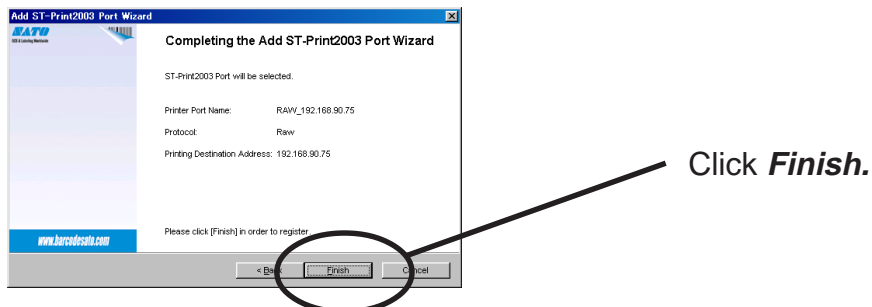 Add ST-Print2003 Port Wizard
SATO
Completing the Add ST-Print2003 Port Wizard
ST-Print2003 Port will be selected.
Printer Port Name: RAW_192.168.90.75
Protocol: Raw
Printing Destination Address: 192.168.90.75
Click Finish.
Please click [Finish] in order to register.
www.barcodesato.com
< Back Finish Cancel